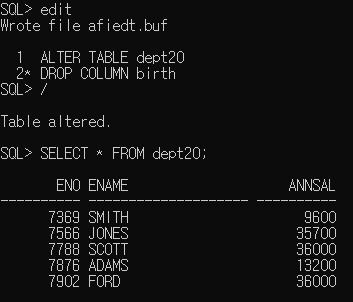 SQL> edit
Wrote file afiedt.buf
1 ALTER TABLE dept20
2* DROP COLUMN birth
SQL> /
Table altered.
SQL> SELECT * FROM dept20;
ENO ENAME ANNSAL
---------- -------------------- ----------
7369 SMITH 9600
7566 JONES 35700
7788 SCOTT 36000
7876 ADAMS 13200
7902 FORD 36000